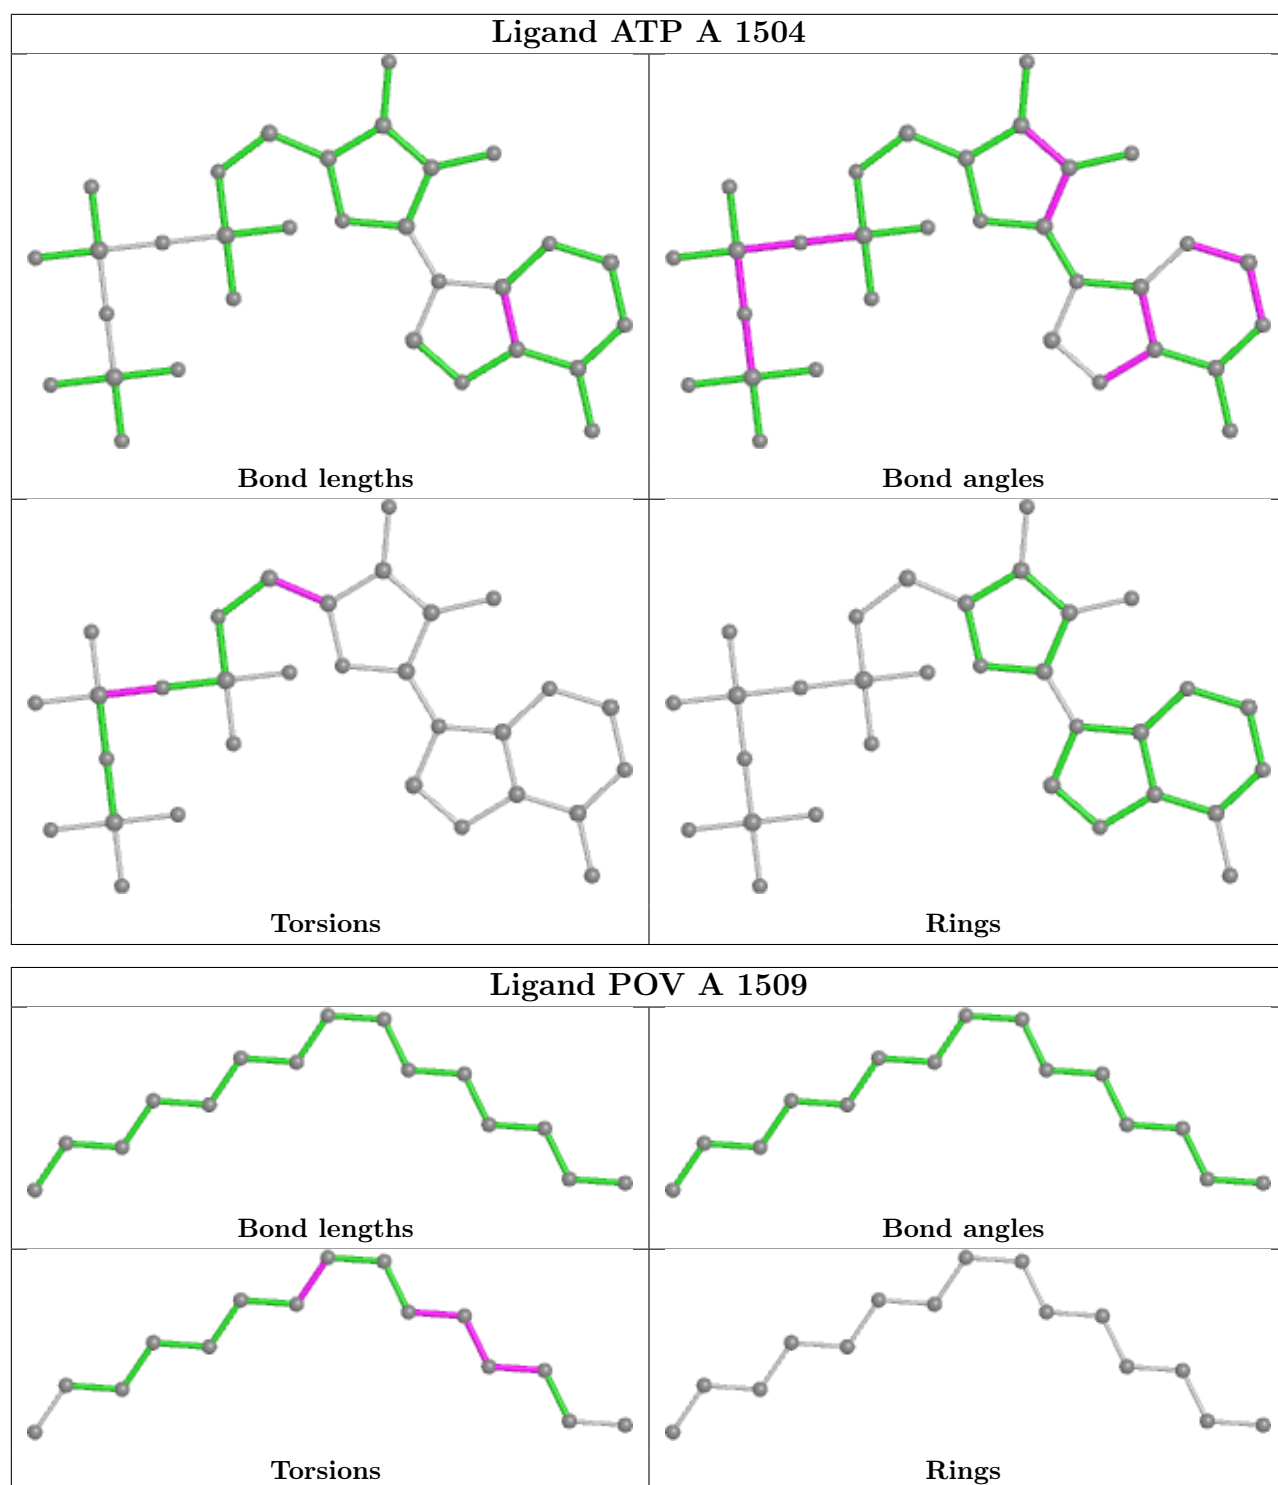 Ligand ATP A 1504
Bond lengths
Bond angles
Torsions
Rings
Ligand POV A 1509
Bond lengths
Bond angles
Torsions
Rings